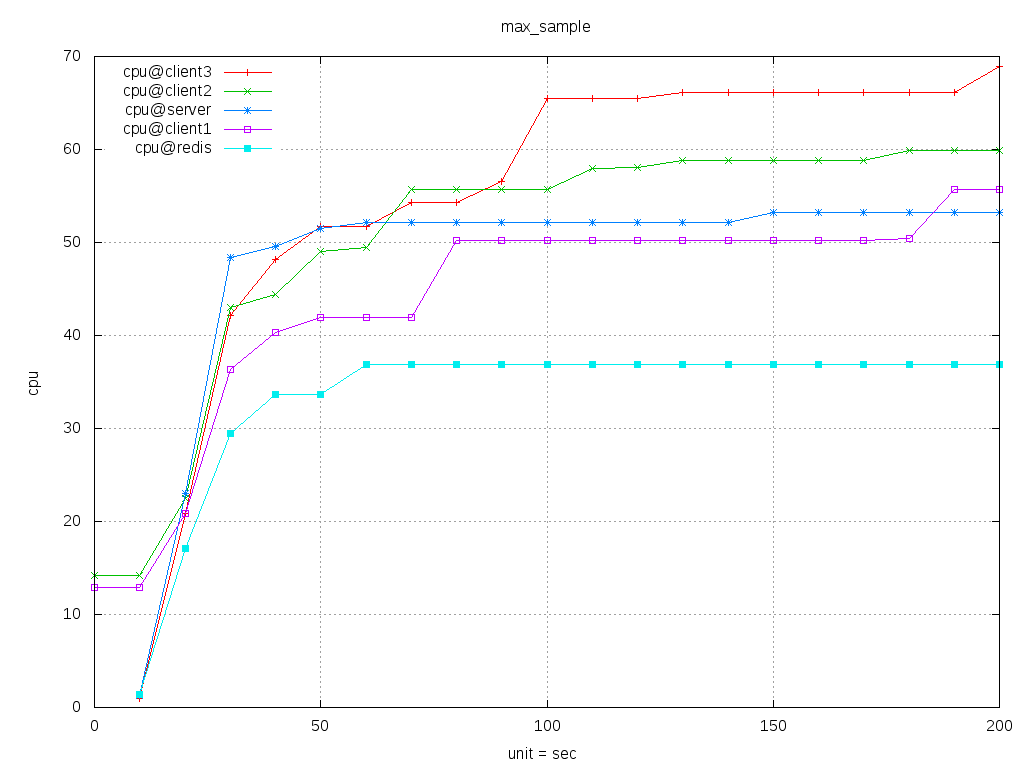 max_sample
cpu@client3
cpu@client2
cpu@server
cpu@client1
cpu@redis
70
60
50
40
30
20
10
0
cpu
0 50 100 150 200
unit = sec